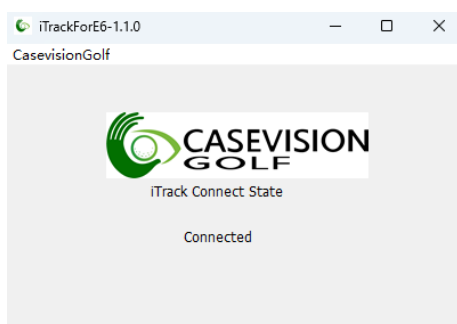 iTrackForE6-1.1.0
CasevisionGolf
CASEVISION
GOLF
iTrack Connect State
Connected